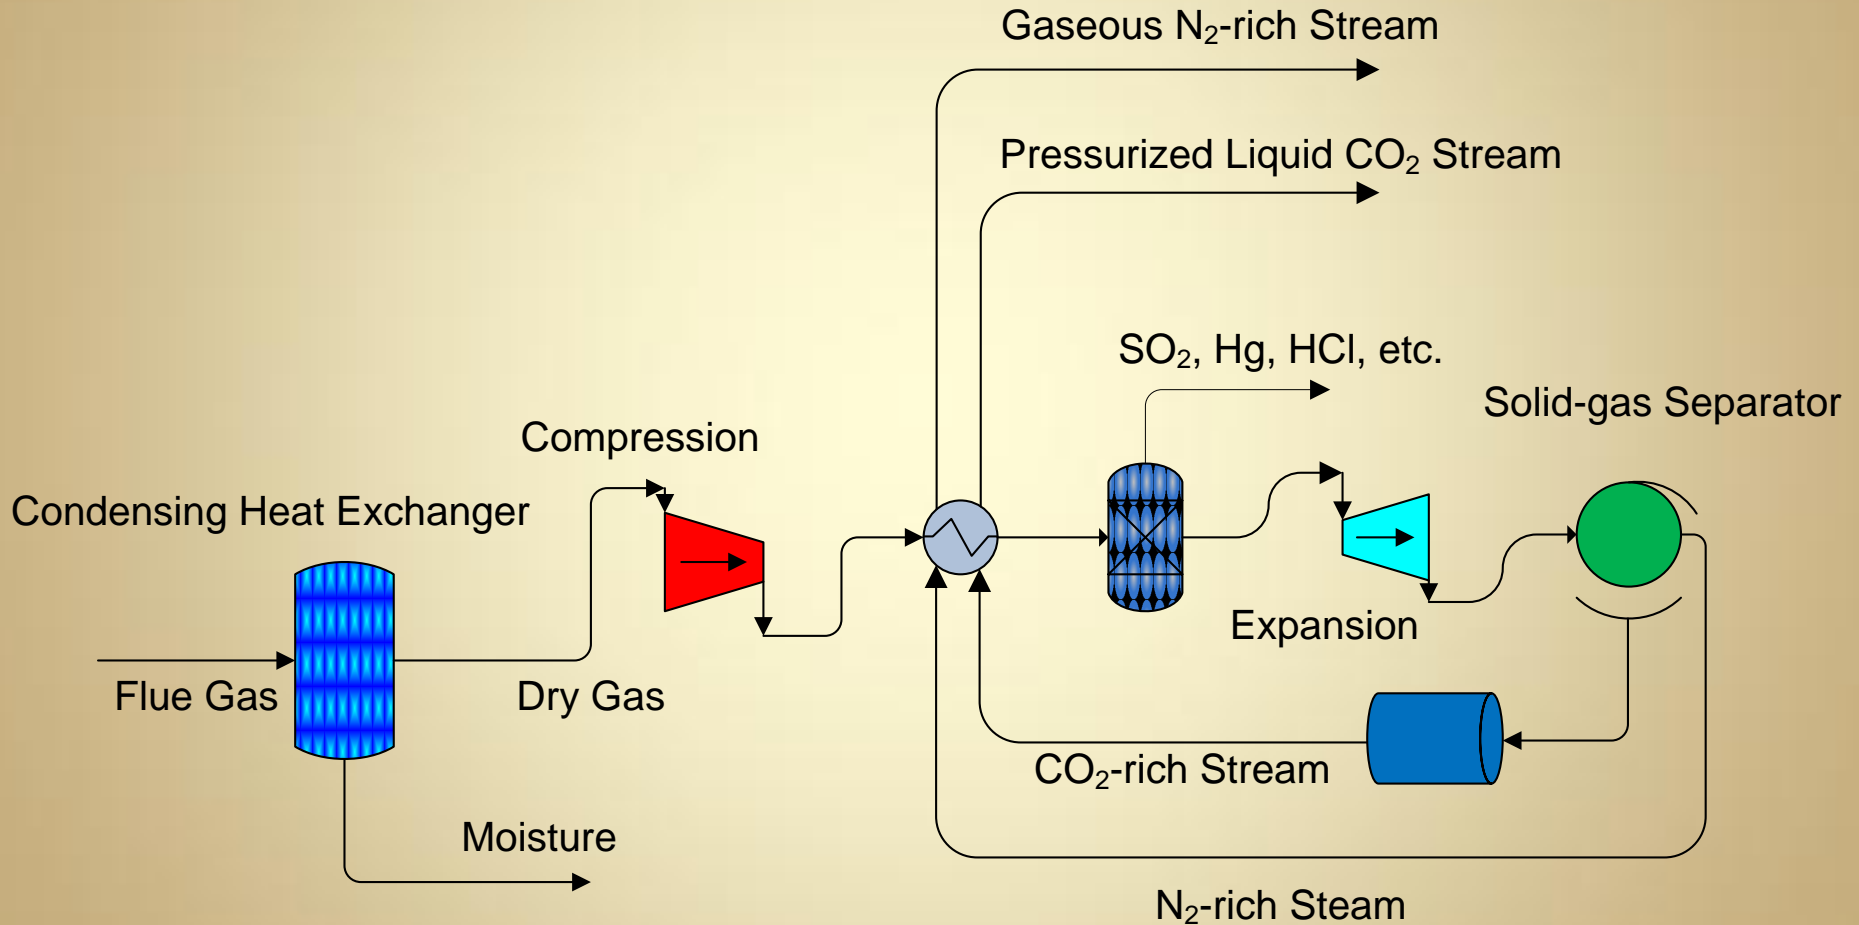 Gaseous N₂-rich Stream
Pressurized Liquid CO₂ Stream
SO₂, Hg, HCl, etc.
Solid-gas Separator
Compression
Condensing Heat Exchanger
Expansion
Flue Gas
Dry Gas
CO₂-rich Stream
Moisture
N₂-rich Steam